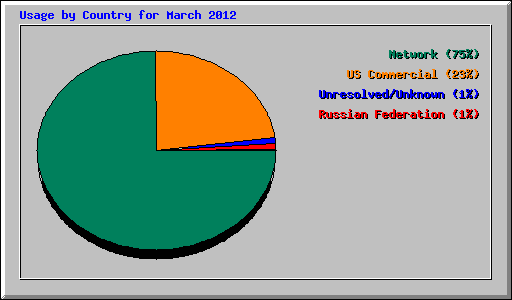 Usage by Country for March 2012
Network (75%)
US Commercial (23%)
Unresolved/Unknown (1%)
Russian Federation (1%)